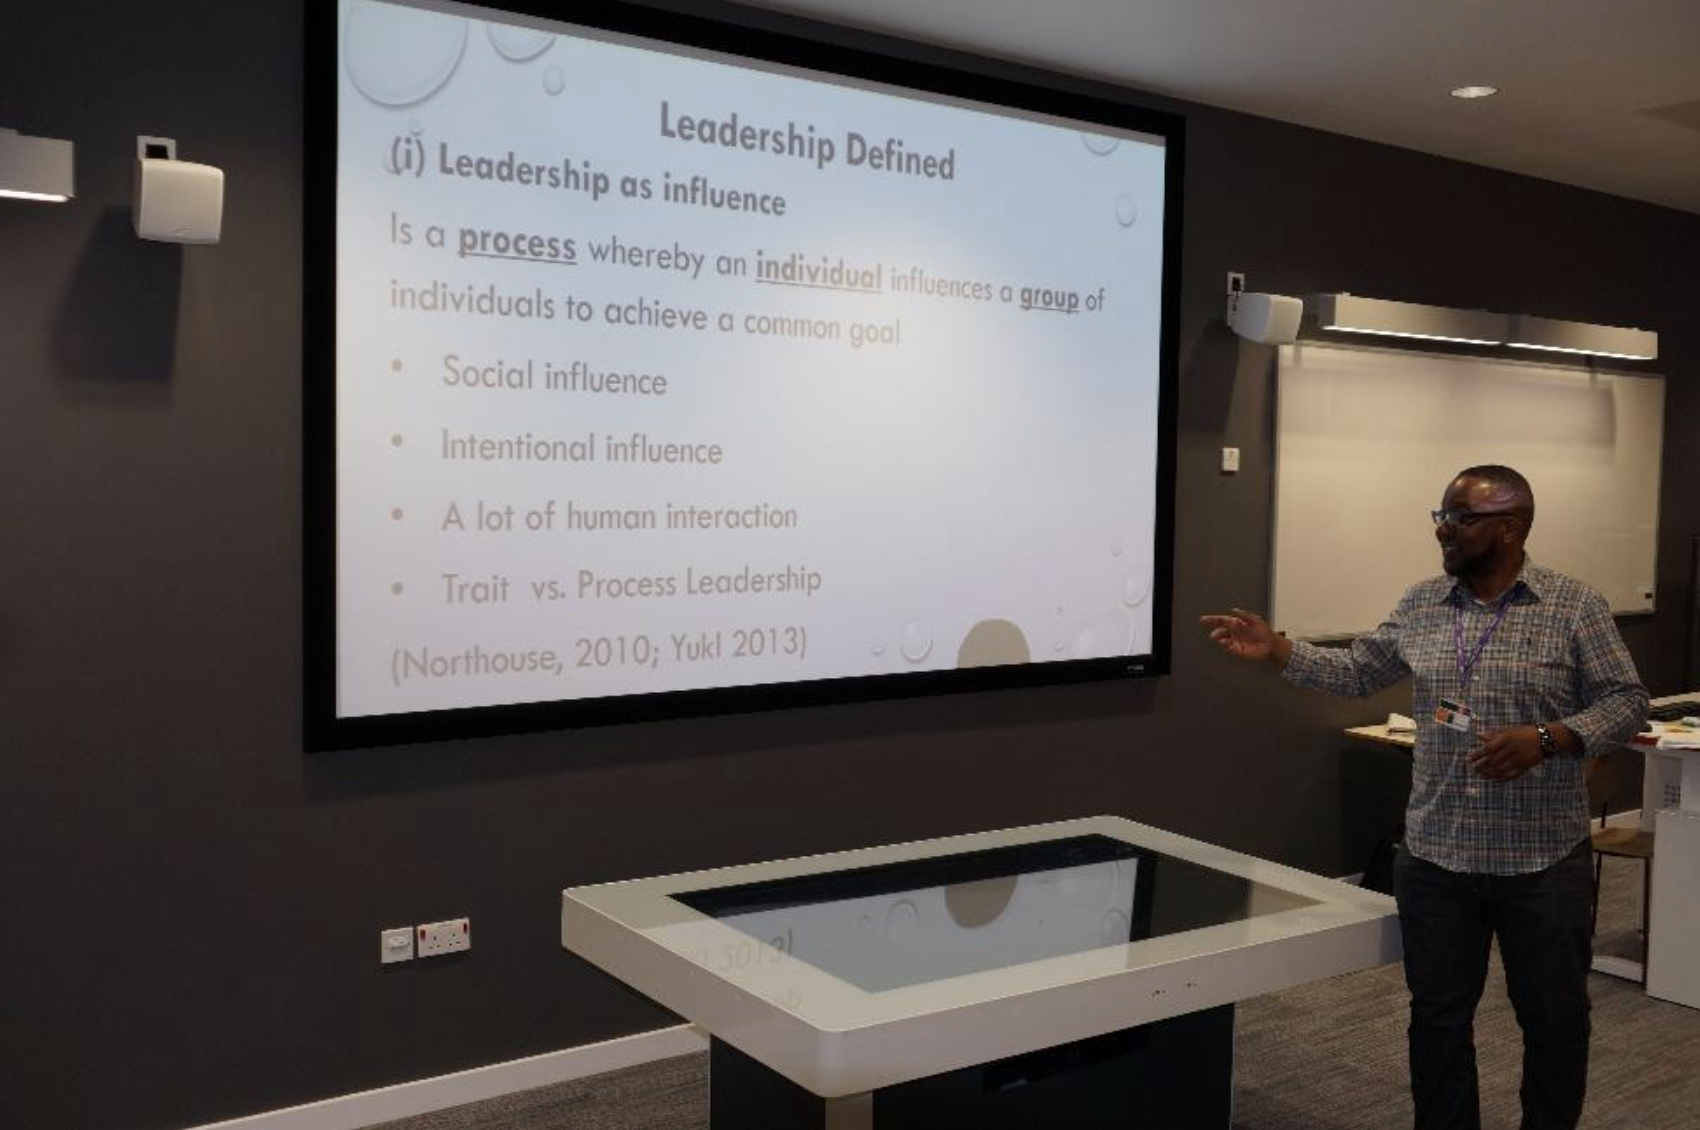 Leadership Defined
(i) Leadership as influence
Is a process whereby an individual influences a group of
individuals to achieve a common goal
• Social influence
• Intentional influence
• A lot of human interaction
• Trait vs. Process Leadership
(Northouse, 2010; Yukl 2013)